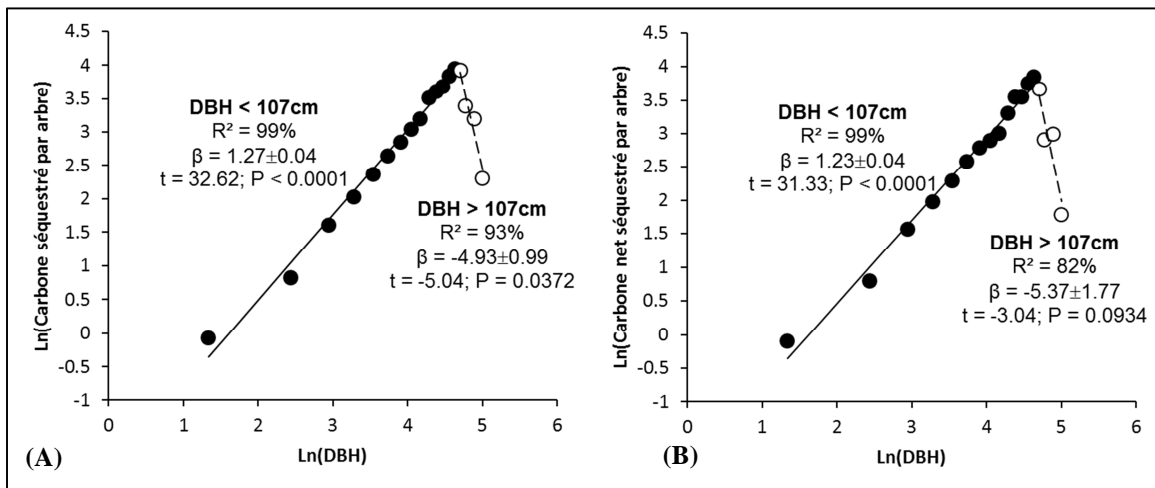 Ln(Carbone séquestré par arbre)
5
4.5
4
3.5
3
2.5
2
1.5
1
0.5
0
-0.5
-1
DBH < 107cm
R² = 99%
β = 1.27±0.04
t = 32.62; P < 0.0001
DBH > 107cm
R² = 93%
β = -4.93±0.99
t = -5.04; P = 0.0372
0 1 2 3 4 5 6
Ln(DBH)
(A)
Ln(Carbone net séquestré par arbre)
5
4.5
4
3.5
3
2.5
2
1.5
1
0.5
0
-0.5
-1
DBH < 107cm
R² = 99%
β = 1.23±0.04
t = 31.33; P < 0.0001
DBH > 107cm
R² = 82%
β = -5.37±1.77
t = -3.04; P = 0.0934
0 1 2 3 4 5 6
Ln(DBH)
(B)